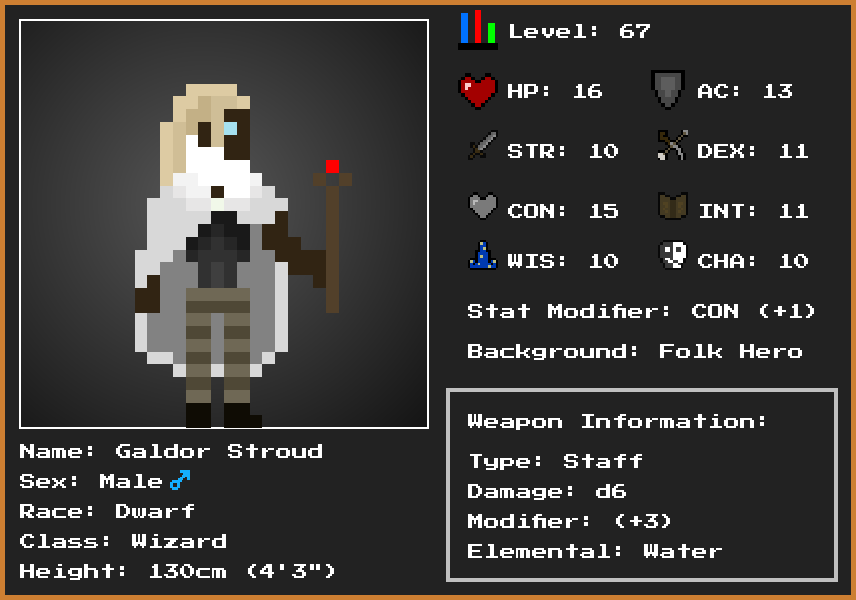 Level: 67
HP: 16 AC: 13
STR: 10 DEX: 11
CON: 15 INT: 11
WIS: 10 CHA: 10
Stat Modifier: CON (+1)
Background: Folk Hero
Weapon Information:
Type: Staff
Damage: d6
Modifier: (+3)
Elemental: Water
Name: Galdor Stroud
Sex: Male ♂
Race: Dwarf
Class: Wizard
Height: 130cm (4'3")